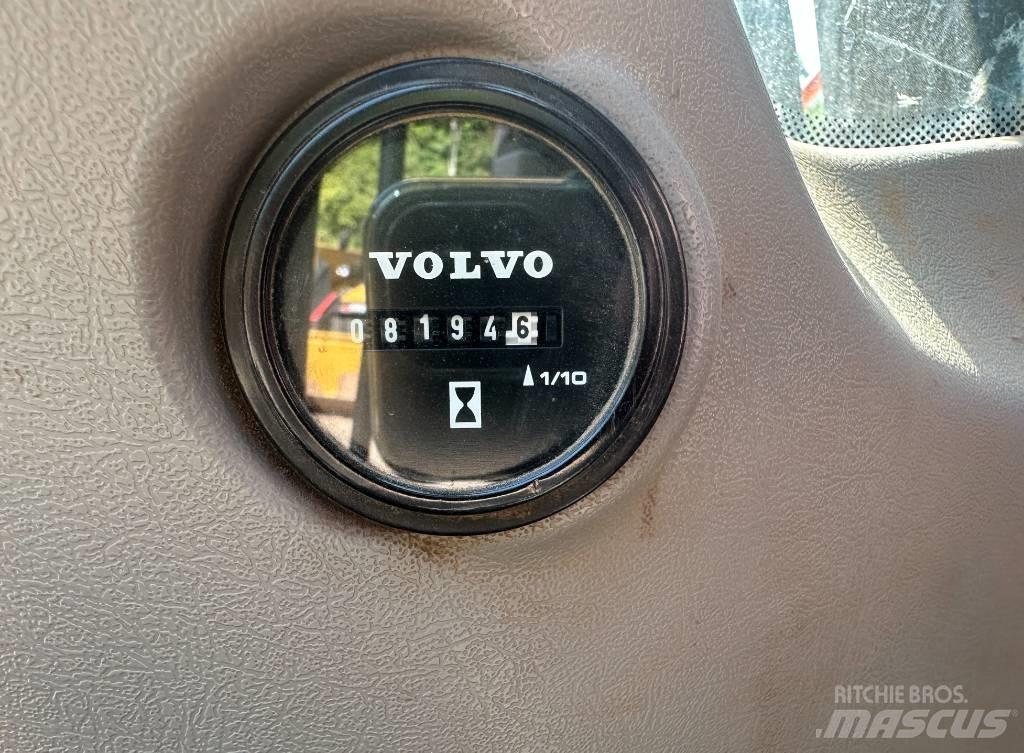 VOLVO
081946
1/10
RITCHIE BROS.
MASCUS